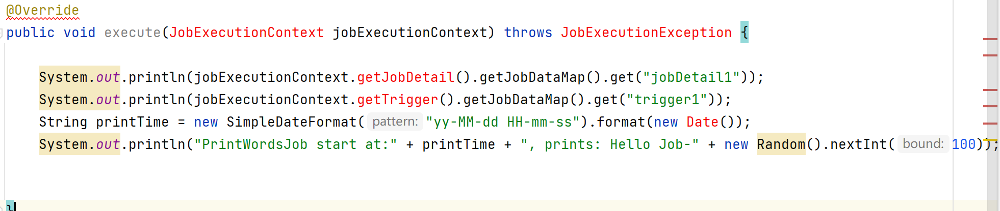 @Override
public void execute(JobExecutionContext jobExecutionContext) throws JobExecutionException {
System.out.println(jobExecutionContext.getJobDetail().getJobDataMap().get("jobDetail1"));
System.out.println(jobExecutionContext.getTrigger().getJobDataMap().get("trigger1"));
String printTime = new SimpleDateFormat( pattern: "yy-MM-dd HH-mm-ss").format(new Date());
System.out.println("PrintWordsJob start at:" + printTime + ", prints: Hello Job-" + new Random().nextInt( bound: 100));
}